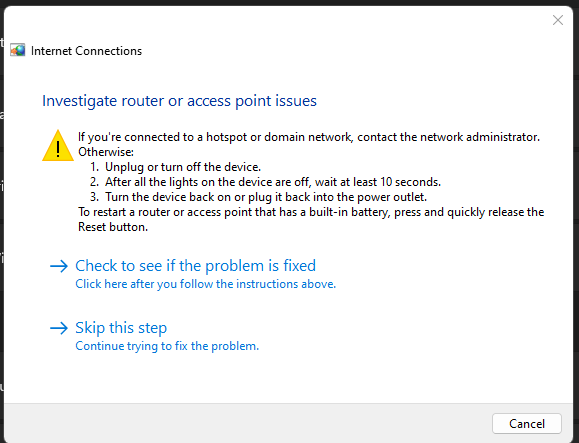 Internet Connections
Investigate router or access point issues
If you're connected to a hotspot or domain network, contact the network administrator.
Otherwise:
1. Unplug or turn off the device.
2. After all the lights on the device are off, wait at least 10 seconds.
3. Turn the device back on or plug it back into the power outlet.
To restart a router or access point that has a built-in battery, press and quickly release the
Reset button.
Check to see if the problem is fixed
Click here after you follow the instructions above.
Skip this step
Continue trying to fix the problem.
Cancel